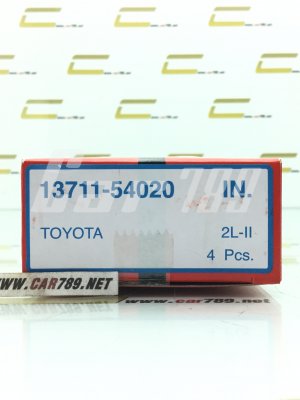 13711-54020 IN.
TOYOTA 2L-II
4 Pcs.
WWW.CAR789.NET
WWW.CAR789.NET